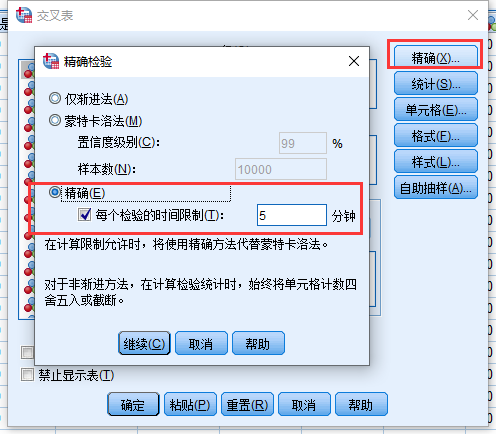 交叉表
是
精确检验
仅渐进法(A)
蒙特卡洛法(M)
置信度级别(C): 99 %
样本数(N): 10000
精确(E)
每个检验的时间限制(T): 5 分钟
在计算限制允许时，将使用精确方法代替蒙特卡洛法。
对于非渐进方法，在计算检验统计时，始终将单元格计数四
舍五入或截断。
继续(C) 取消 帮助
精确(X)...
统计(S)...
单元格(E)...
格式(F)...
样式(L)...
自助抽样(A)...
禁止显示表(T)
确定 粘贴(P) 重置(R) 取消 帮助